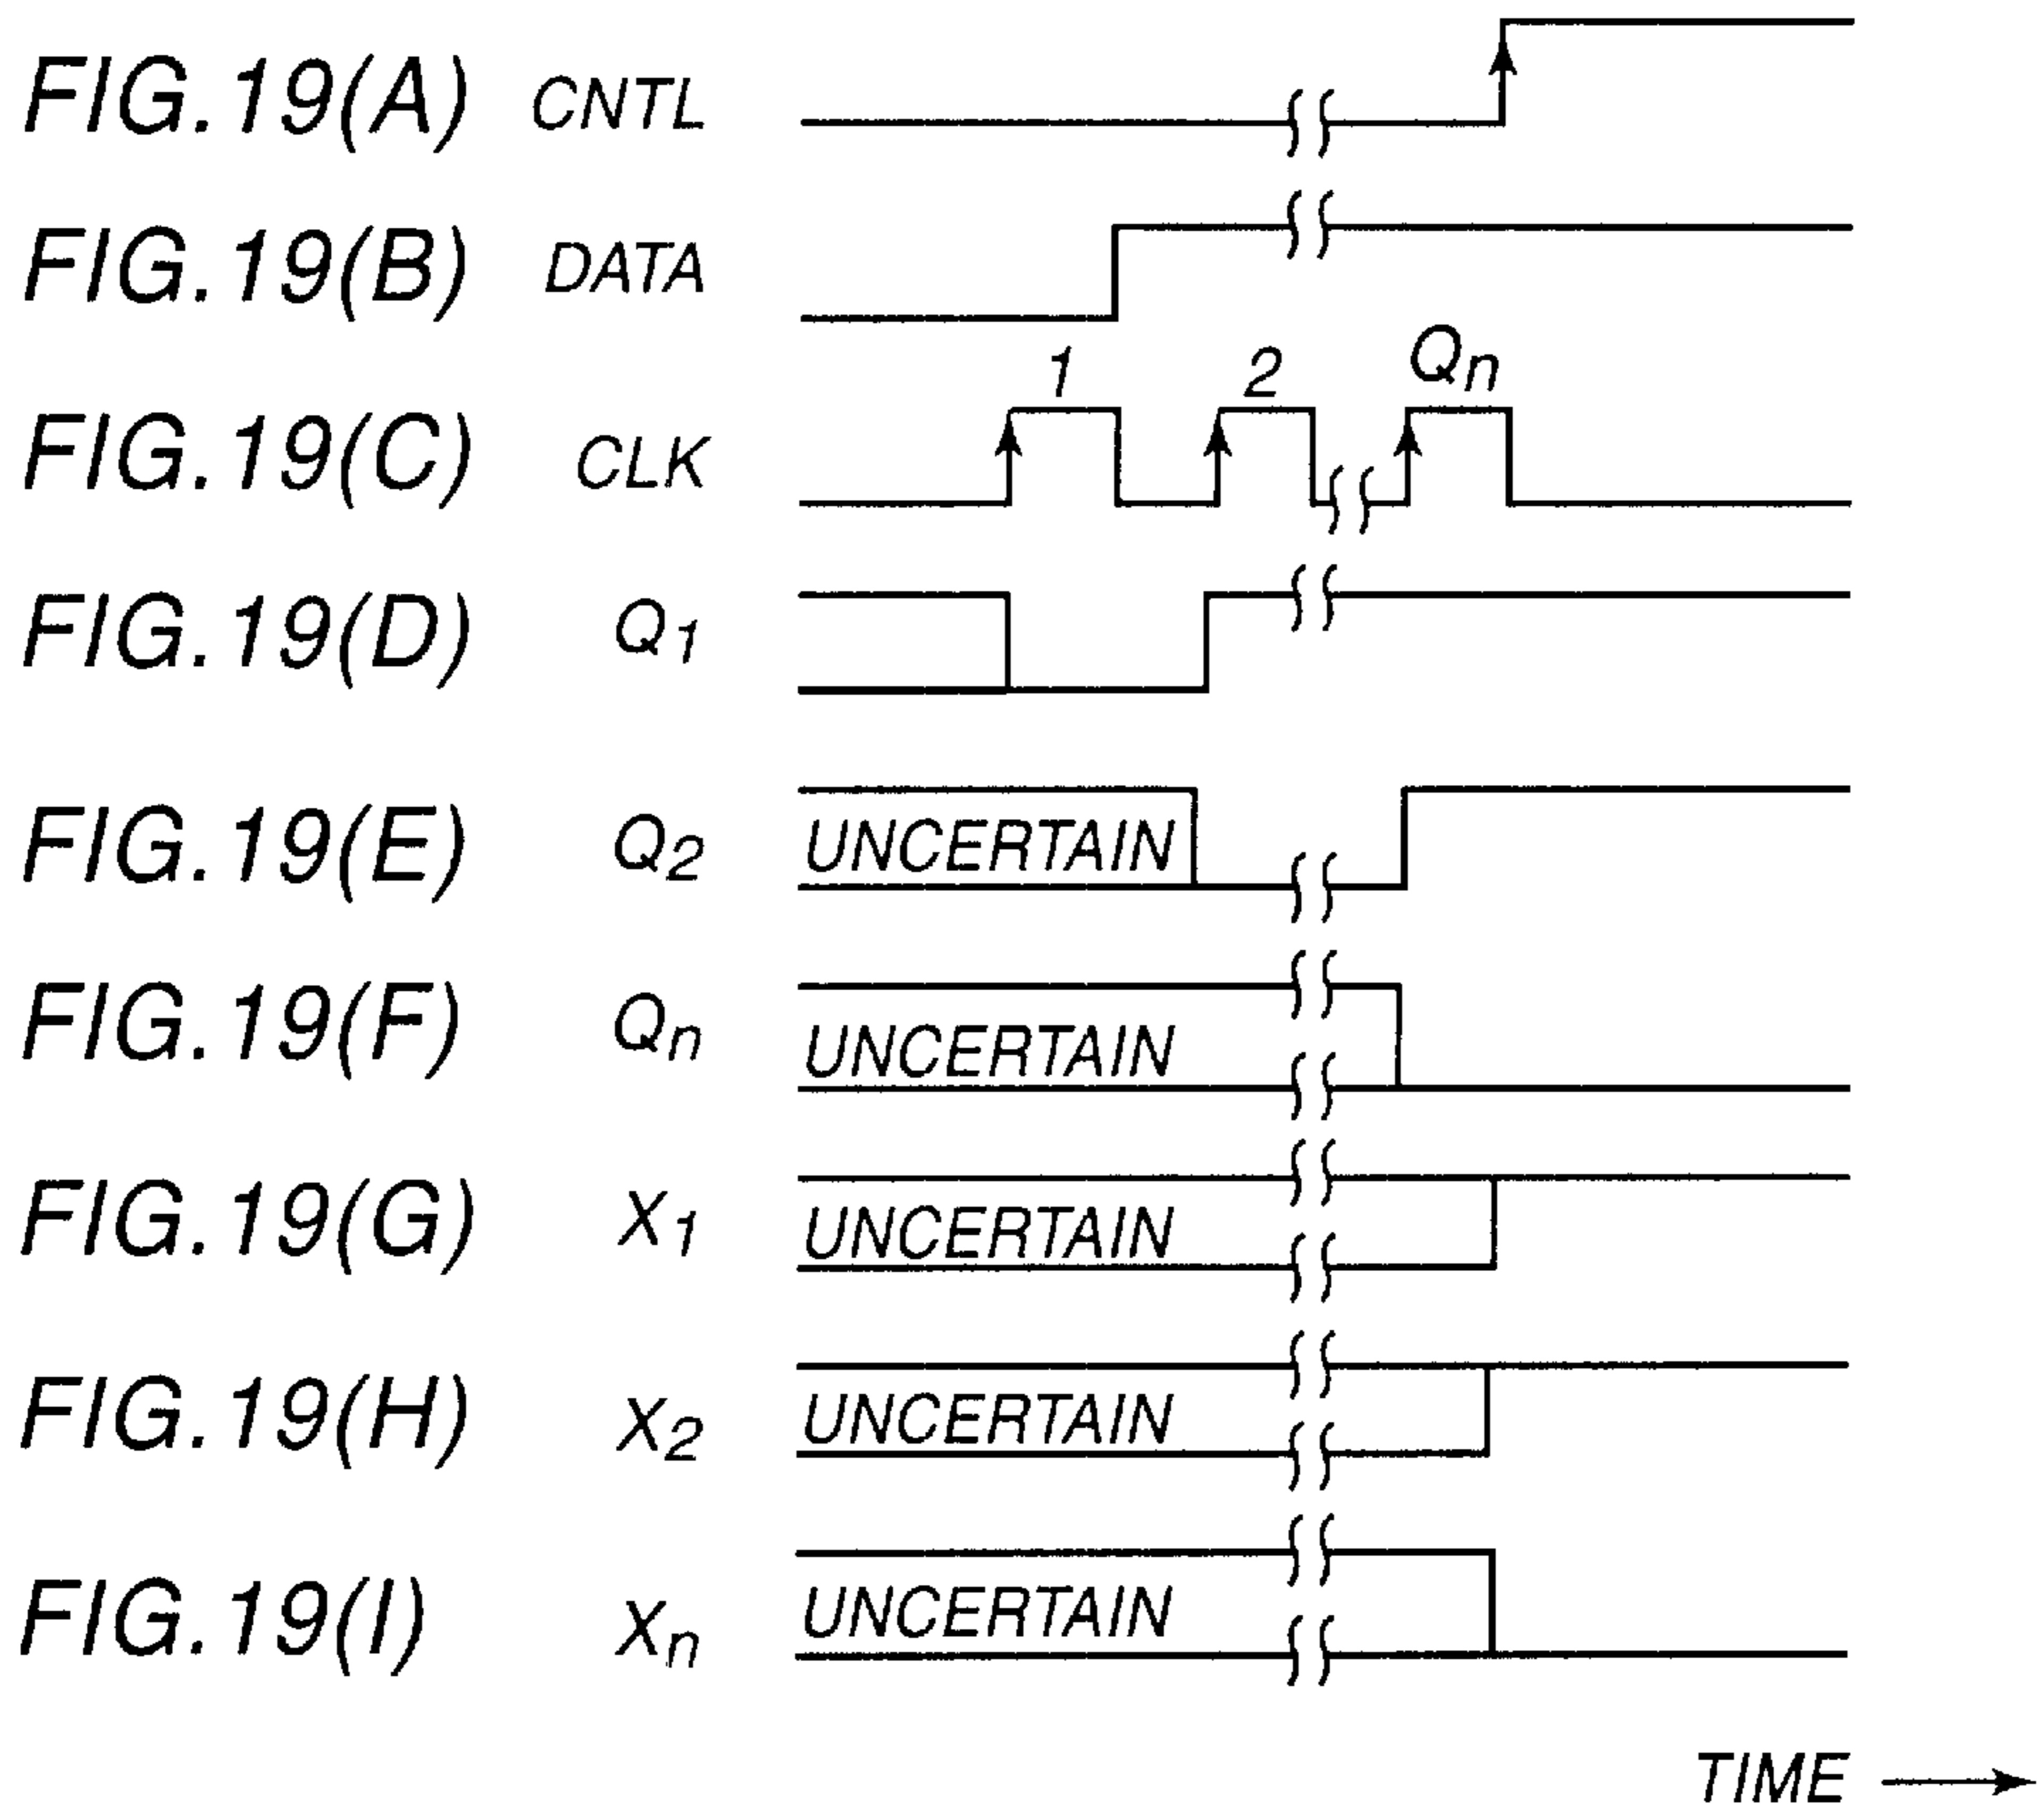 FIG.19(A) CNTL
FIG.19(B) DATA
1 2 Qn
FIG.19(C) CLK
FIG.19(D) Q1
FIG.19(E) Q2 UNCERTAIN
FIG.19(F) Qn UNCERTAIN
FIG.19(G) X1 UNCERTAIN
FIG.19(H) X2 UNCERTAIN
FIG.19(I) Xn UNCERTAIN
TIME